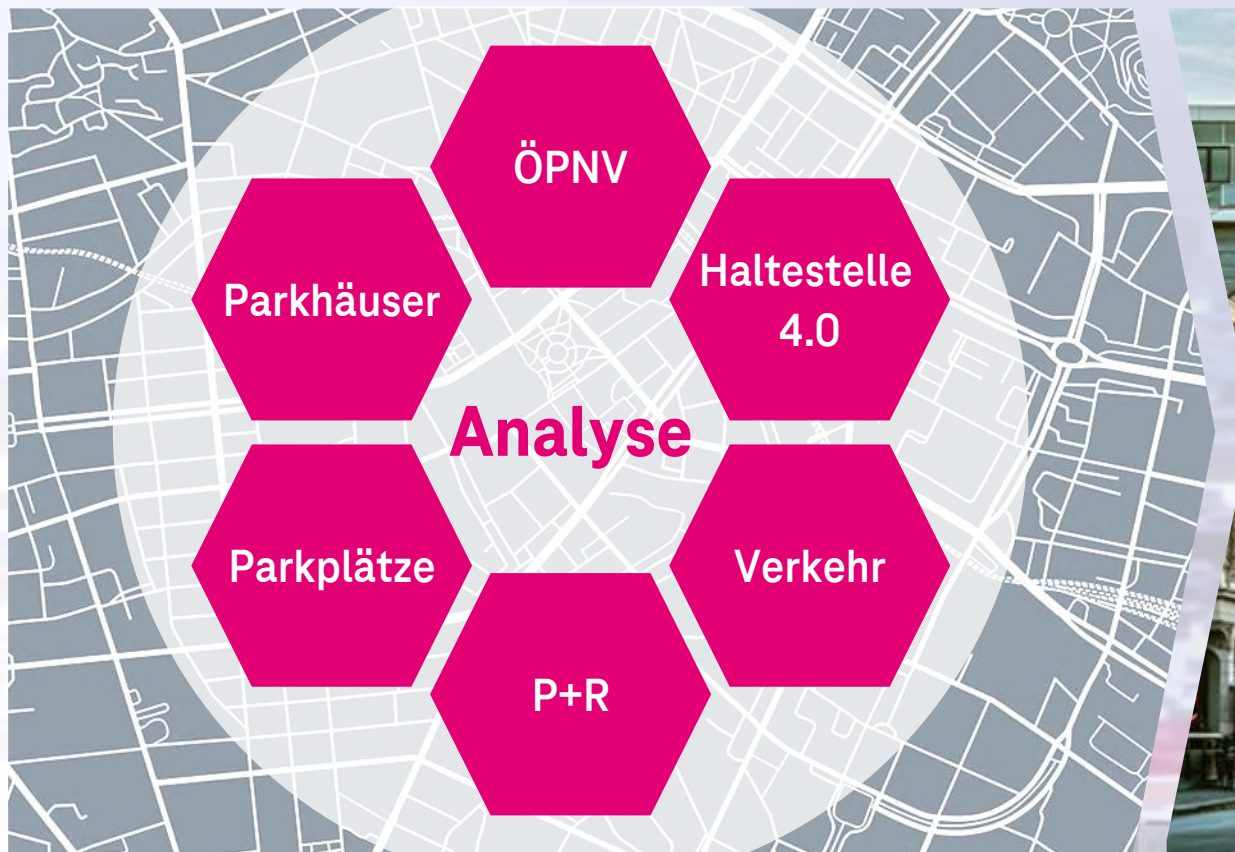 ÖPNV
Haltestelle
4.0
Parkhäuser
Analyse
Parkplätze
Verkehr
P+R